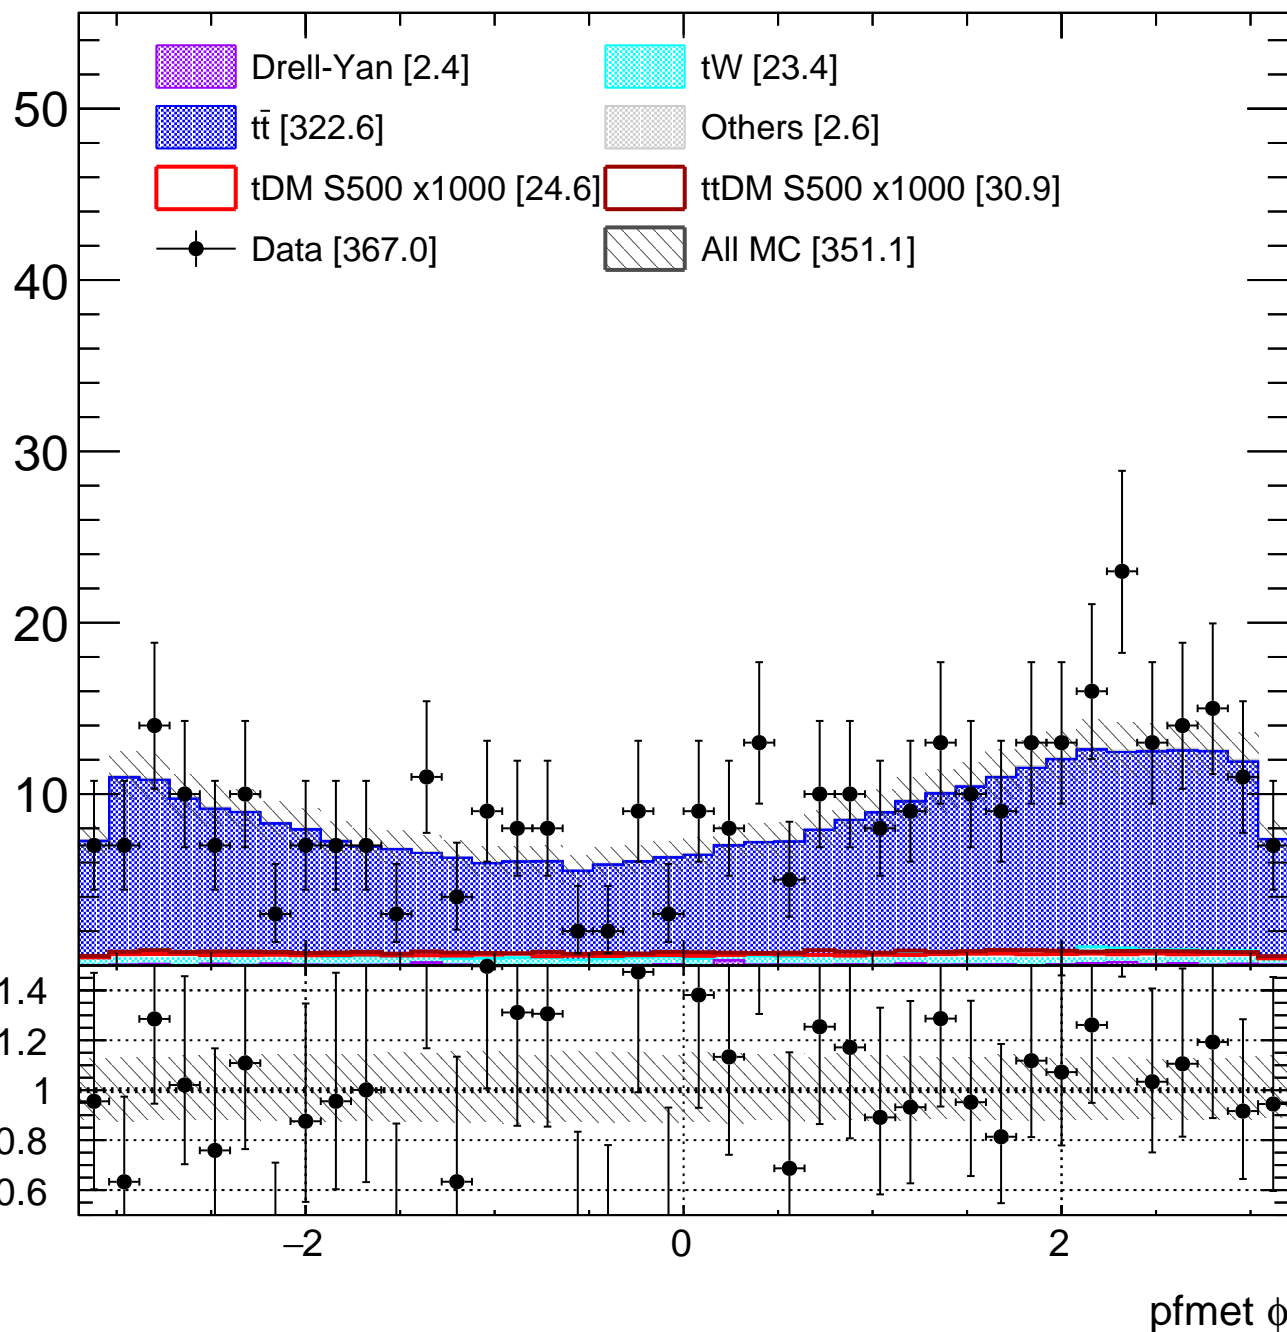 Drell-Yan [2.4]
tW [23.4]
tt̄ [322.6]
Others [2.6]
tDM S500 x1000 [24.6]
ttDM S500 x1000 [30.9]
Data [367.0]
All MC [351.1]
50
40
30
20
10
1.4
1.2
1
0.8
0.6
−2
0
2
pfmet ϕ